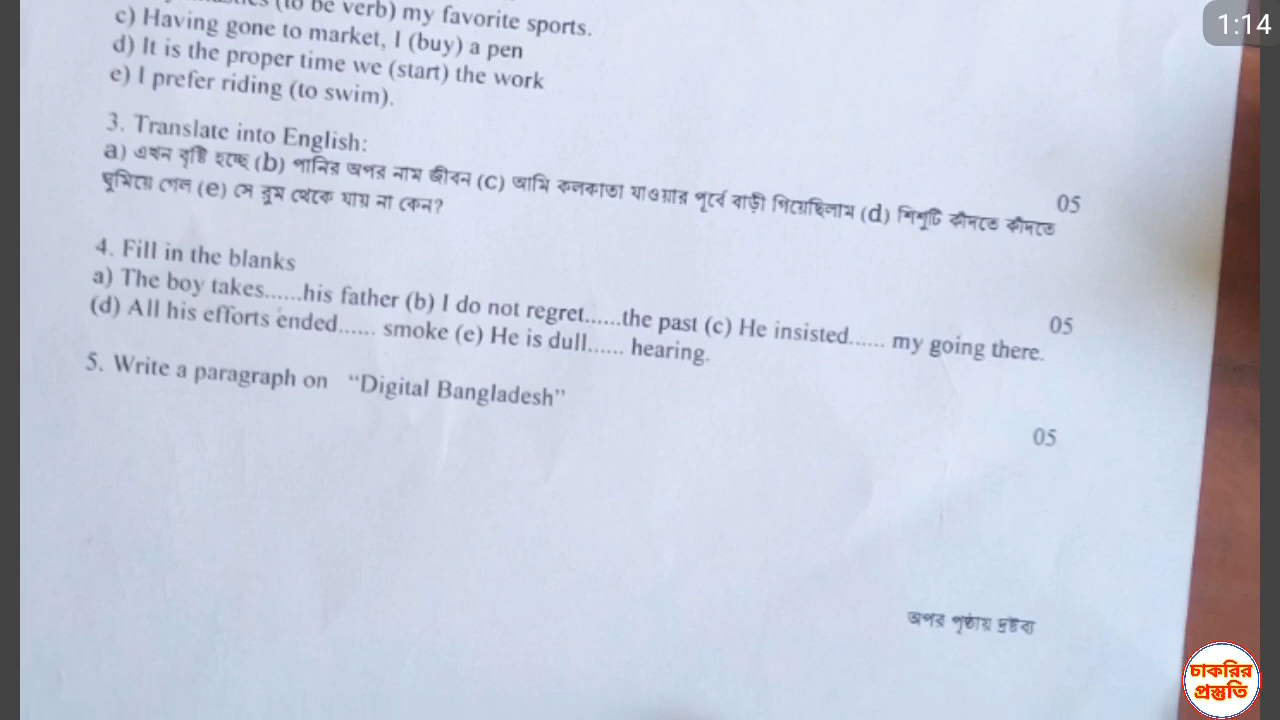 (to be verb) my favorite sports.
1:14
c) Having gone to market, I (buy) a pen
d) It is the proper time we (start) the work
e) I prefer riding (to swim).
3. Translate into English:
a) এখন বৃষ্টি হচ্ছে (b) পানির অপর নাম জীবন (C) আমি কলকাতা যাওয়ার পূর্বে বাড়ী গিয়েছিলাম (d) শিশুটি কাঁদতে কাঁদতে
05
ঘুমিয়ে গেল (e) সে রুম থেকে যায় না কেন?
4. Fill in the blanks
a) The boy takes......his father (b) I do not regret......the past (c) He insisted...... my going there.
05
(d) All his efforts ended...... smoke (e) He is dull...... hearing.
5. Write a paragraph on “Digital Bangladesh”
05
অপর পৃষ্ঠায় দ্রষ্টব্য
চাকরির
প্রস্তুতি